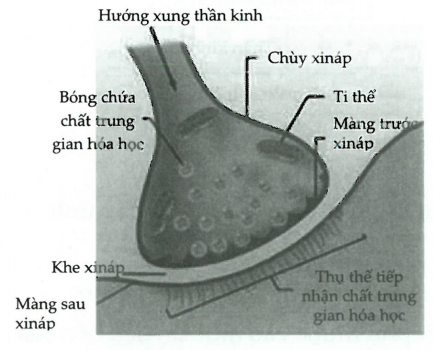 Hướng xung thần kinh
Chùy xináp
Bóng chứa
chất trung
gian hóa học
Ti thể
Màng trước
xináp
Khe xináp
Màng sau
xináp
Thụ thể tiếp
nhận chất trung
gian hóa học